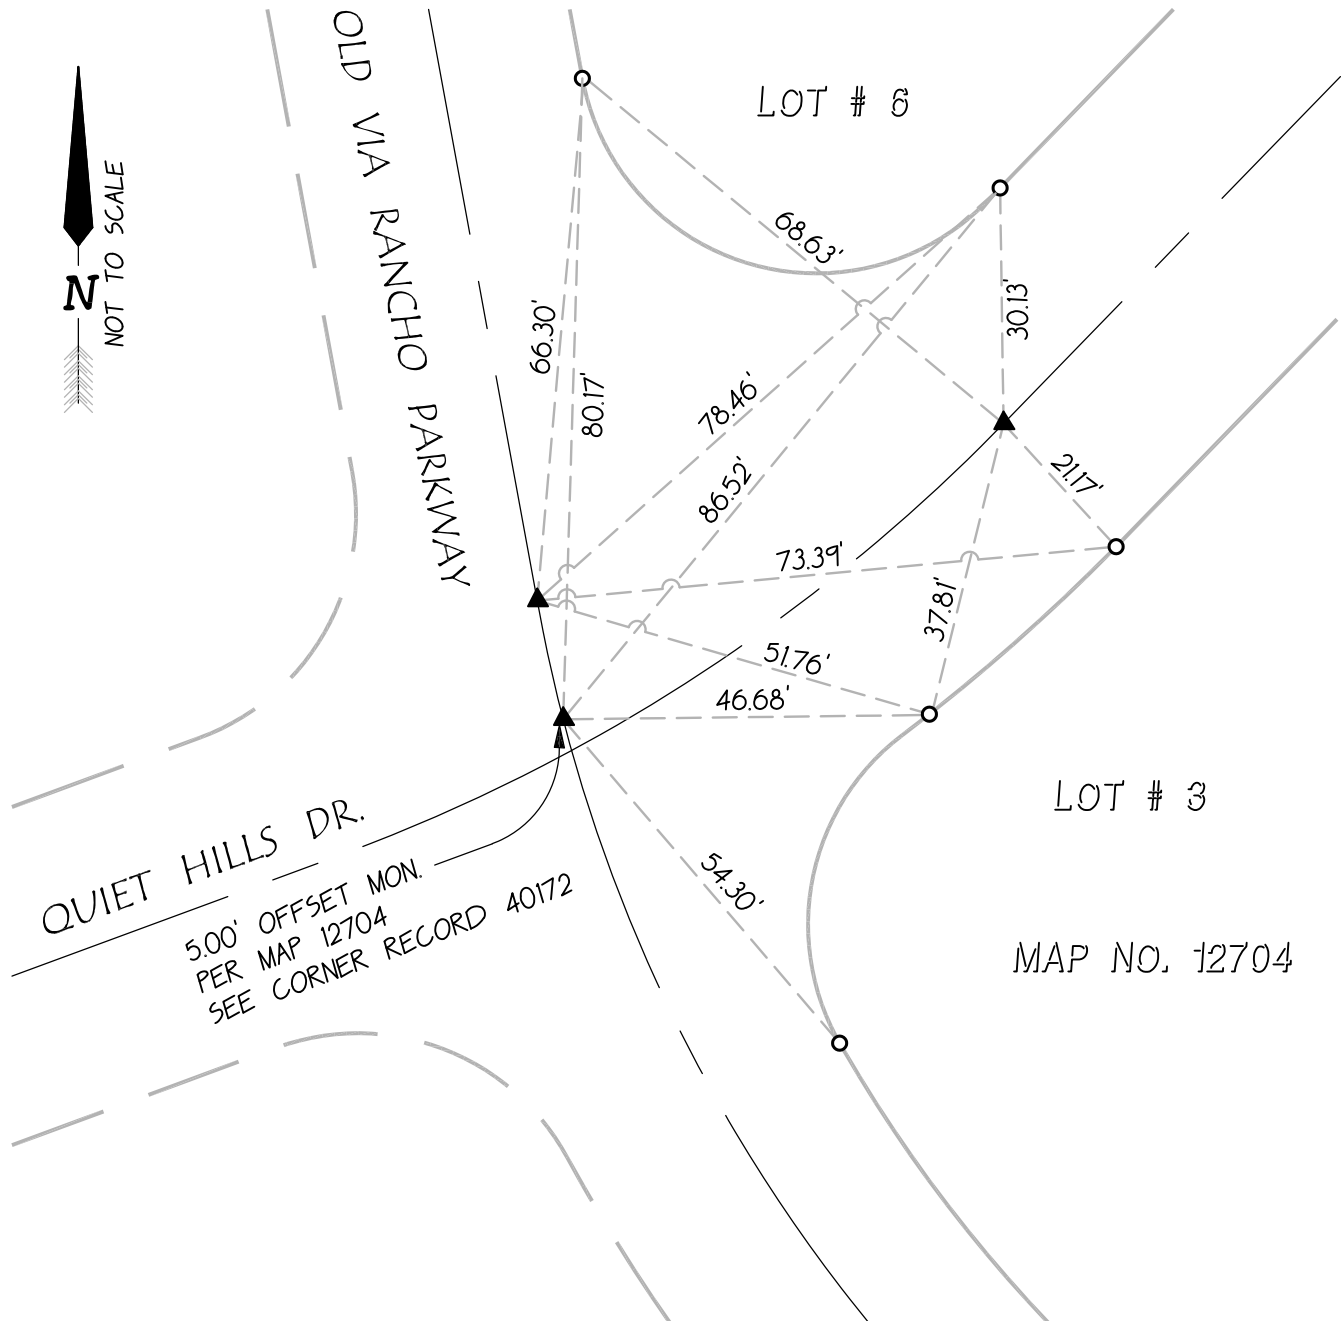 OLD VIA RANCHO PARKWAY
LOT # 6
N
NOT TO SCALE
68.63'
30.13'
66.30'
80.17'
78.46'
86.52'
21.17'
73.39'
37.81'
51.76'
46.68'
LOT # 3
QUIET HILLS DR.
54.30'
5.00' OFFSET MON.
PER MAP 12704
SEE CORNER RECORD 40172
MAP NO. 12704